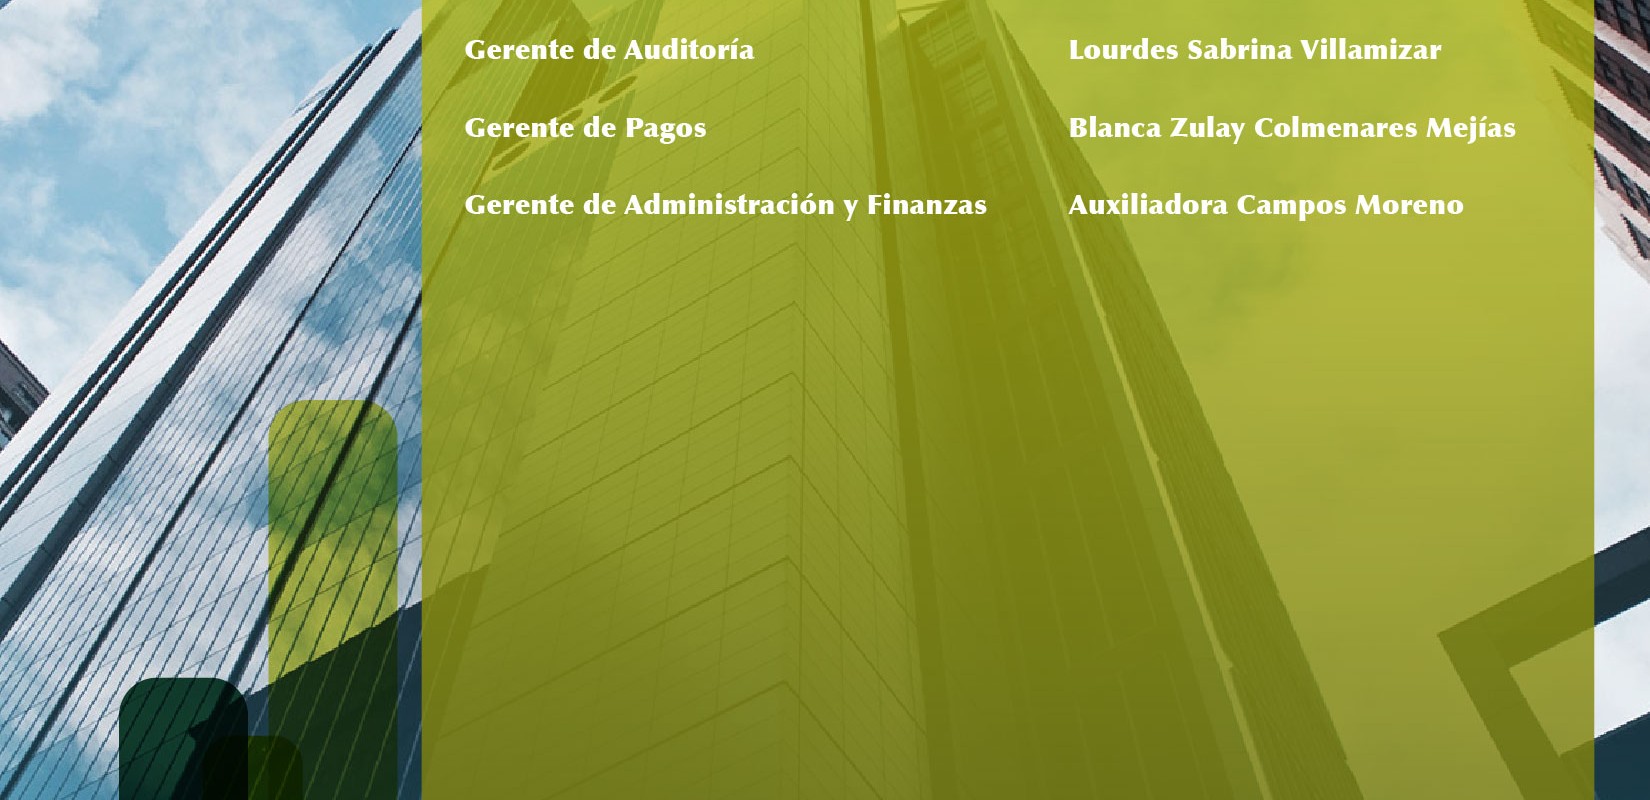 Gerente de Auditoría Lourdes Sabrina Villamizar
Gerente de Pagos Blanca Zulay Colmenares Mejías
Gerente de Administración y Finanzas Auxiliadora Campos Moreno